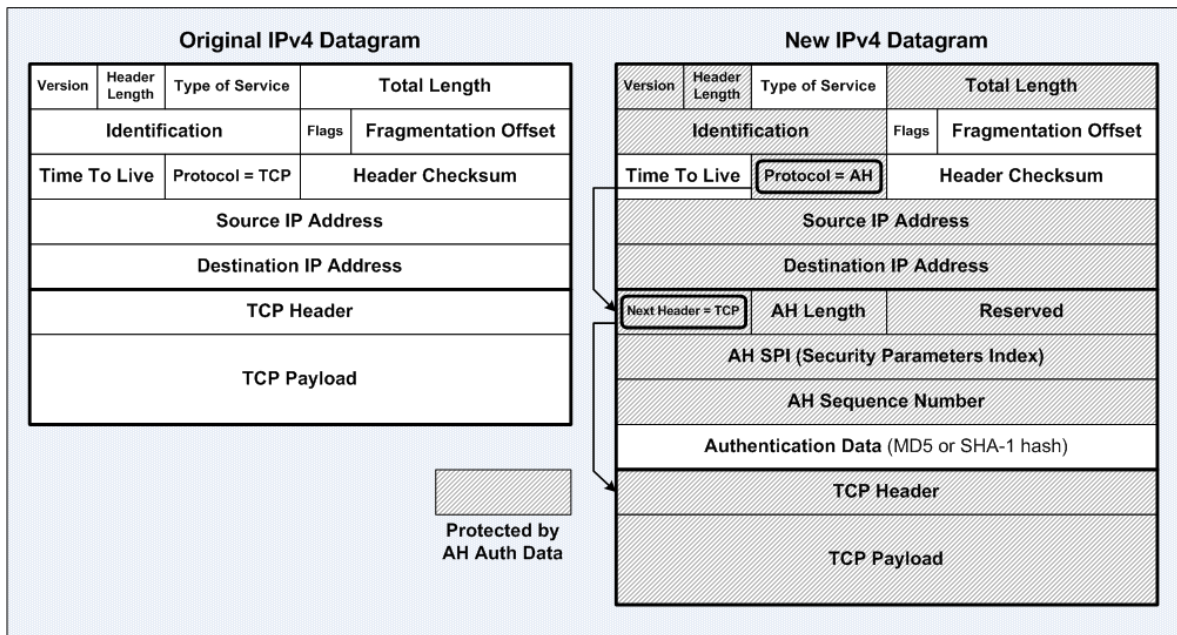 Original IPv4 Datagram
Version
Header
Length
Type of Service
Total Length
Identification
Flags
Fragmentation Offset
Time To Live
Protocol = TCP
Header Checksum
Source IP Address
Destination IP Address
TCP Header
TCP Payload
New IPv4 Datagram
Version
Header
Length
Type of Service
Total Length
Identification
Flags
Fragmentation Offset
Time To Live
Protocol = AH
Header Checksum
Source IP Address
Destination IP Address
Next Header = TCP
AH Length
Reserved
AH SPI (Security Parameters Index)
AH Sequence Number
Authentication Data (MD5 or SHA-1 hash)
TCP Header
TCP Payload
Protected by
AH Auth Data